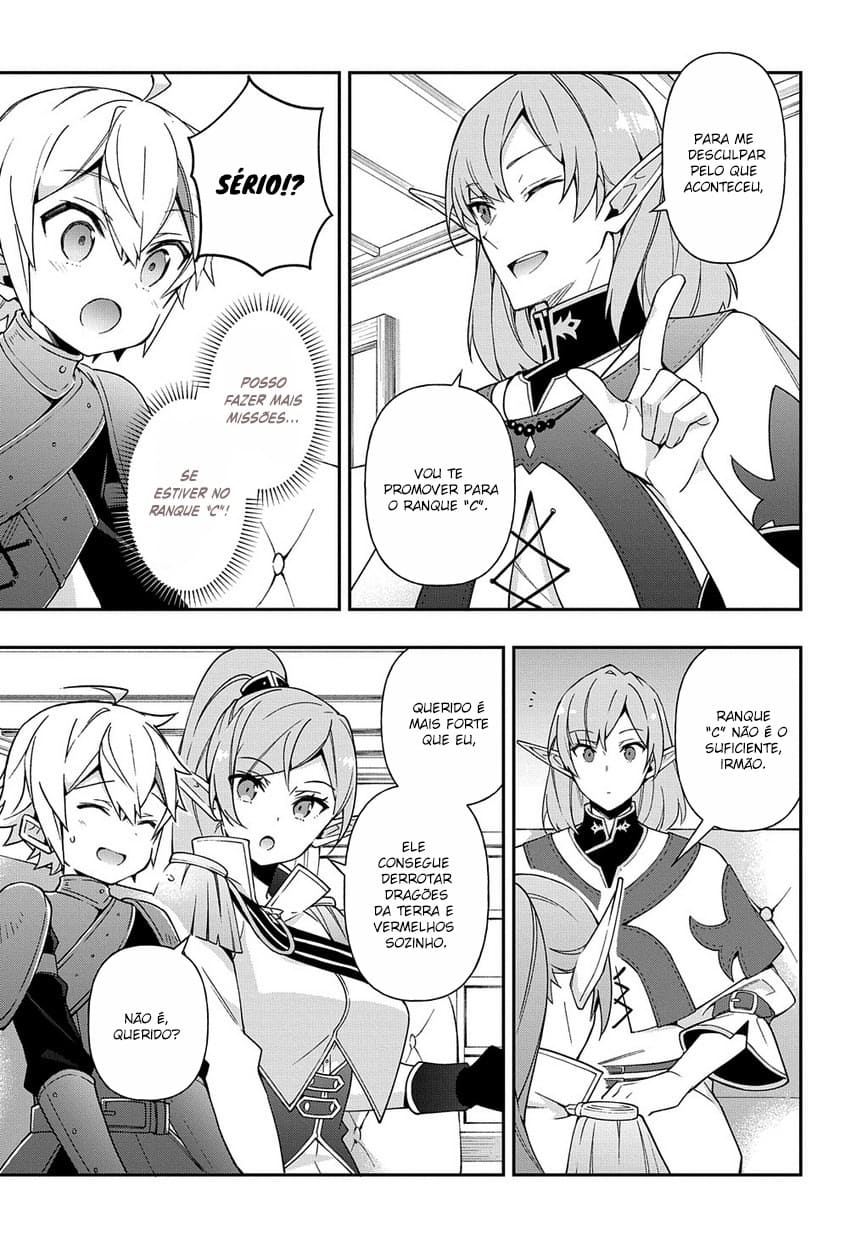 PARA ME
DESCULPAR
PELO QUE
ACONTECEU,
VOU TE
PROMOVER PARA
O RANQUE "C".
SÉRIO!?
POSSO
FAZER MAIS
MISSÕES...
SE
ESTIVER NO
RANQUE "C"!
RANQUE
"C" NÃO É O
SUFICIENTE,
IRMÃO.
QUERIDO É
MAIS FORTE
QUE EU,
ELE
CONSEGUE
DERROTAR
DRAGÕES
DA TERRA E
VERMELHOS
SOZINHO.
NÃO É,
QUERIDO?